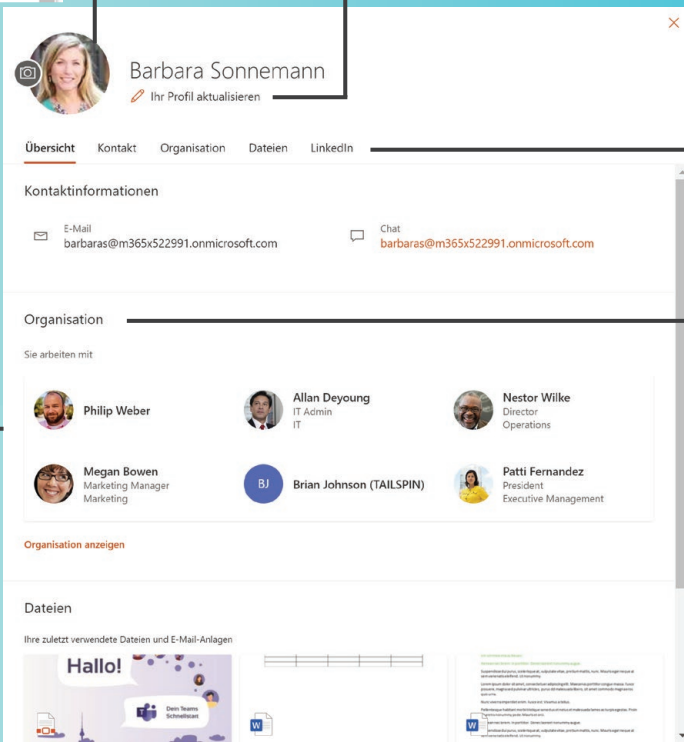 Barbara Sonnemann
Ihr Profil aktualisieren
Übersicht Kontakt Organisation Dateien LinkedIn
Kontaktinformationen
E-Mail
barbaras@m365x522991.onmicrosoft.com
Chat
barbaras@m365x522991.onmicrosoft.com
Organisation
Sie arbeiten mit
Philip Weber
Allan Deyoung
IT Admin
IT
Nestor Wilke
Director
Operations
Megan Bowen
Marketing Manager
Marketing
BJ
Brian Johnson (TAILSPIN)
Patti Fernandez
President
Executive Management
Organisation anzeigen
Dateien
Ihre zuletzt verwendete Dateien und E-Mail-Anlagen
Hallo!
Dein Teams
Schnellstart
W
W